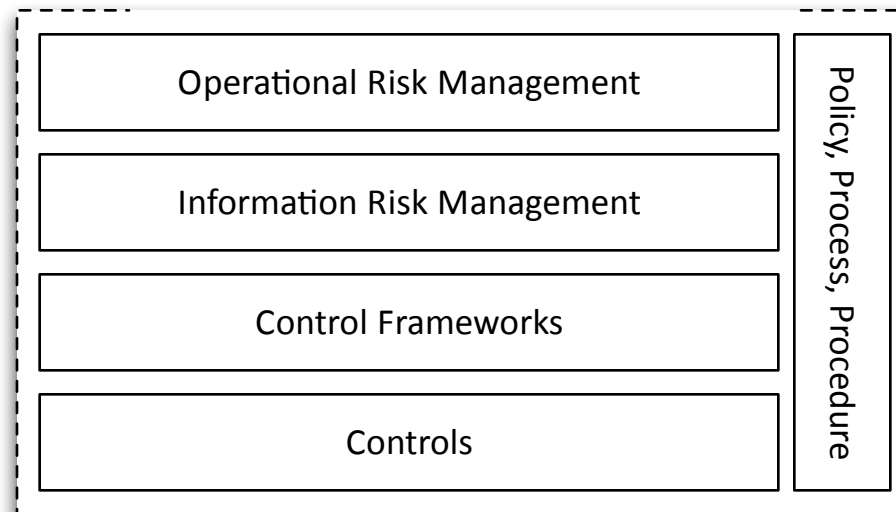 Operational Risk Management
Information Risk Management
Control Frameworks
Controls
Policy, Process, Procedure